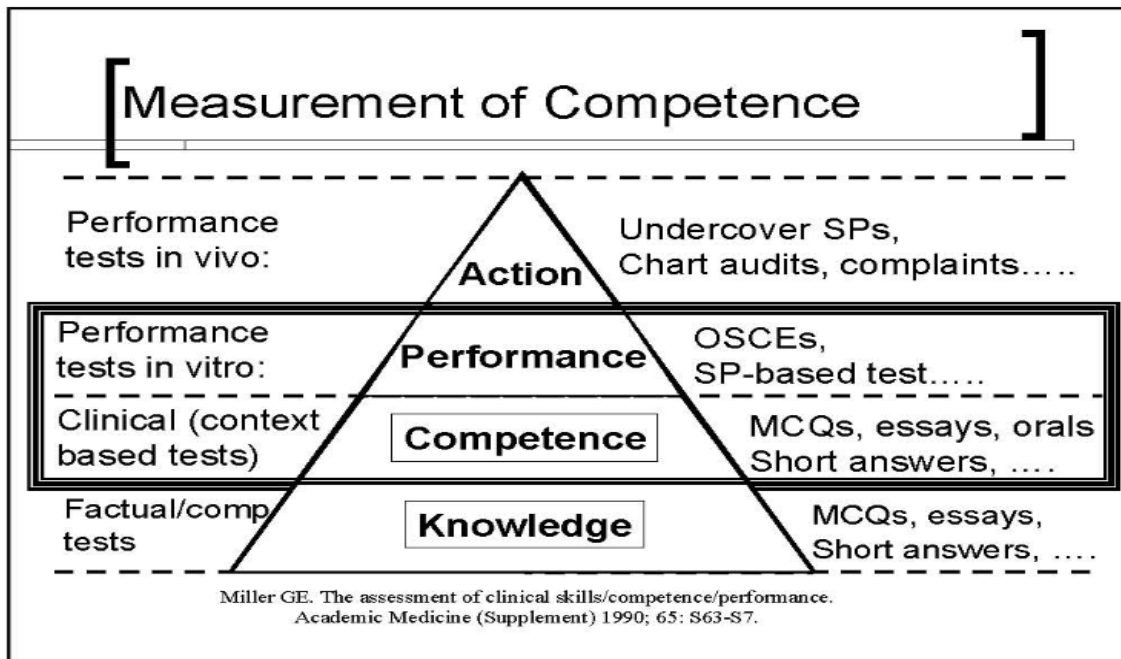 Measurement of Competence
Performance
tests in vivo:
Action
Undercover SPs,
Chart audits, complaints.....
Performance
tests in vitro:
Performance
OSCEs,
SP-based test.....
Clinical (context
based tests)
Competence
MCQs, essays, orals
Short answers, ....
Factual/comp
tests
Knowledge
MCQs, essays,
Short answers, ....
Miller GE. The assessment of clinical skills/competence/performance.
Academic Medicine (Supplement) 1990; 65: S63-S7.